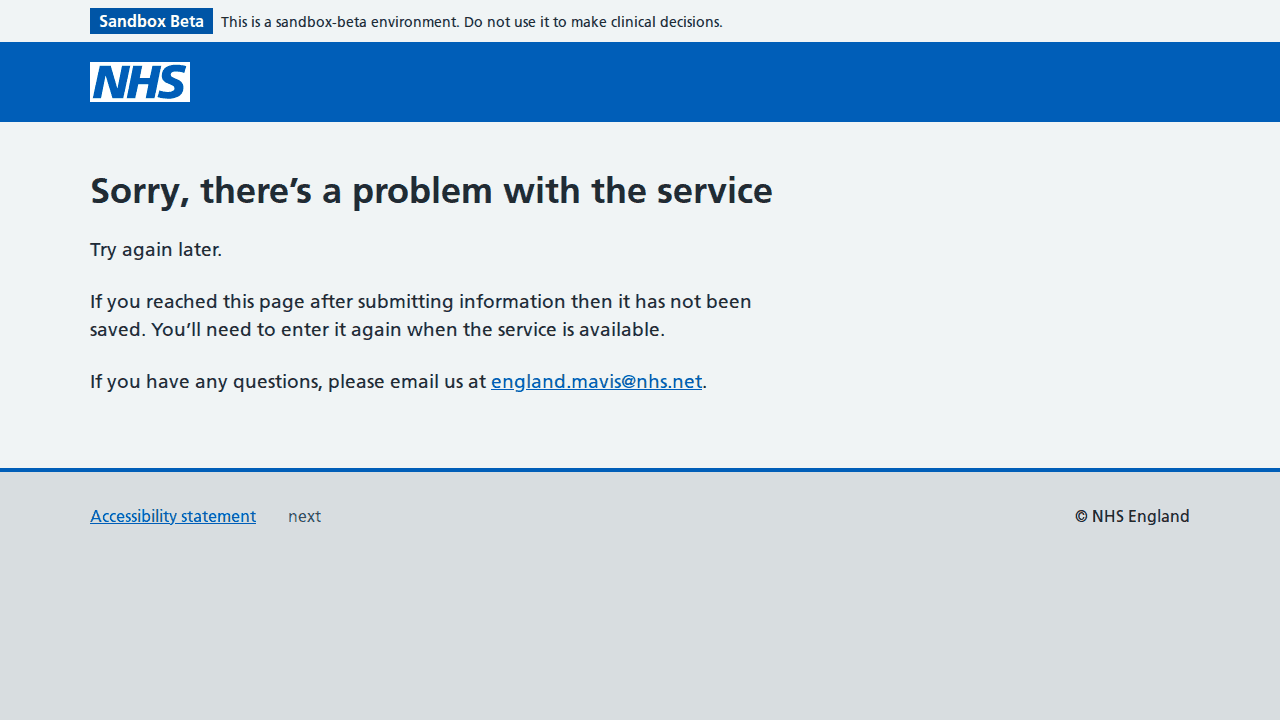 Sandbox Beta This is a sandbox-beta environment. Do not use it to make clinical decisions.
NHS
Sorry, there’s a problem with the service
Try again later.
If you reached this page after submitting information then it has not been
saved. You’ll need to enter it again when the service is available.
If you have any questions, please email us at england.mavis@nhs.net.
Accessibility statement next © NHS England